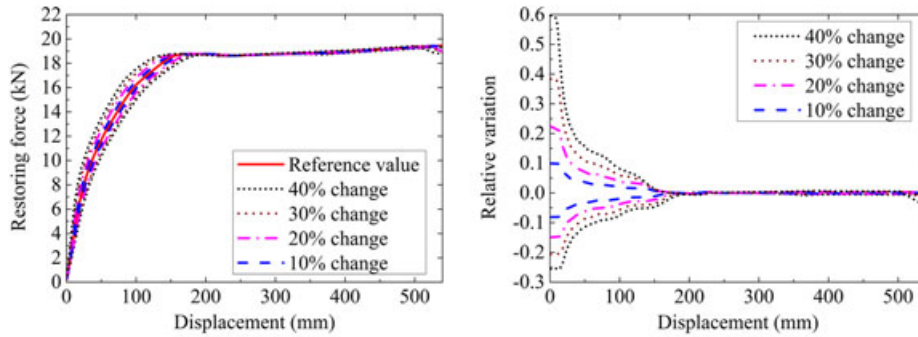 22
20
18
16
14
12
10
8
6
4
2
0
Restoring force (kN)
Reference value
40% change
30% change
20% change
10% change
0 100 200 300 400 500
Displacement (mm)
0.6
0.5
0.4
0.3
0.2
0.1
0.0
-0.1
-0.2
-0.3
Relative variation
40% change
30% change
20% change
10% change
0 100 200 300 400 500
Displacement (mm)